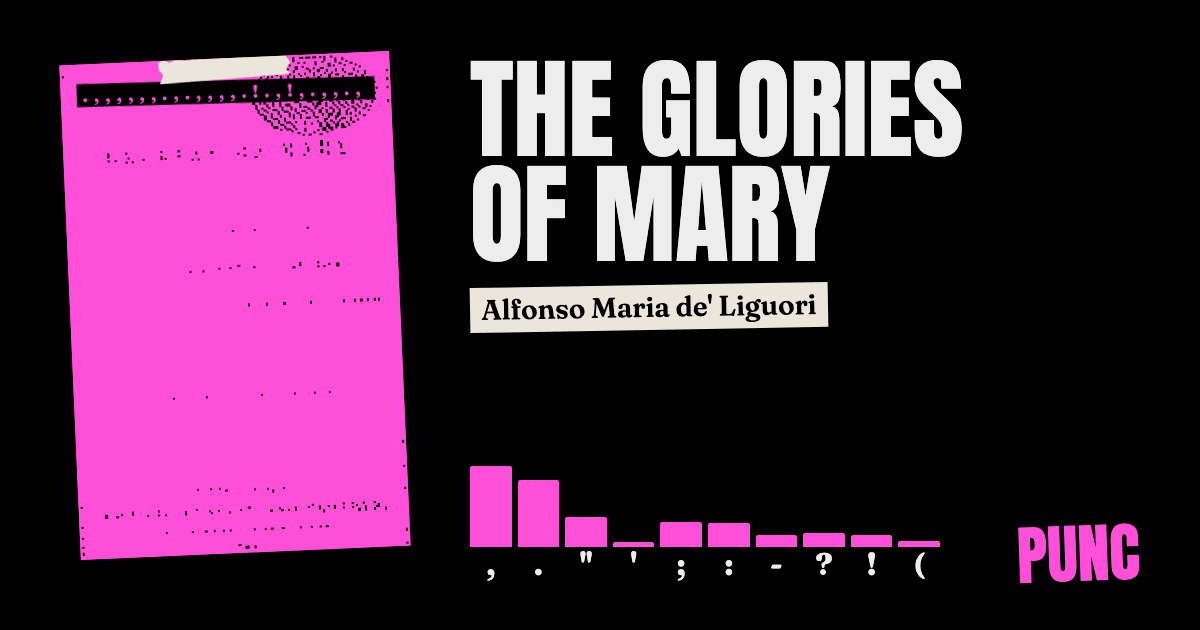 .,,,,,,,.,.,,,,.!.,!,.,,.,
THE GLORIES
OF MARY
Alfonso Maria de' Liguori
, . " ' ; : - ? ! (
PUNC